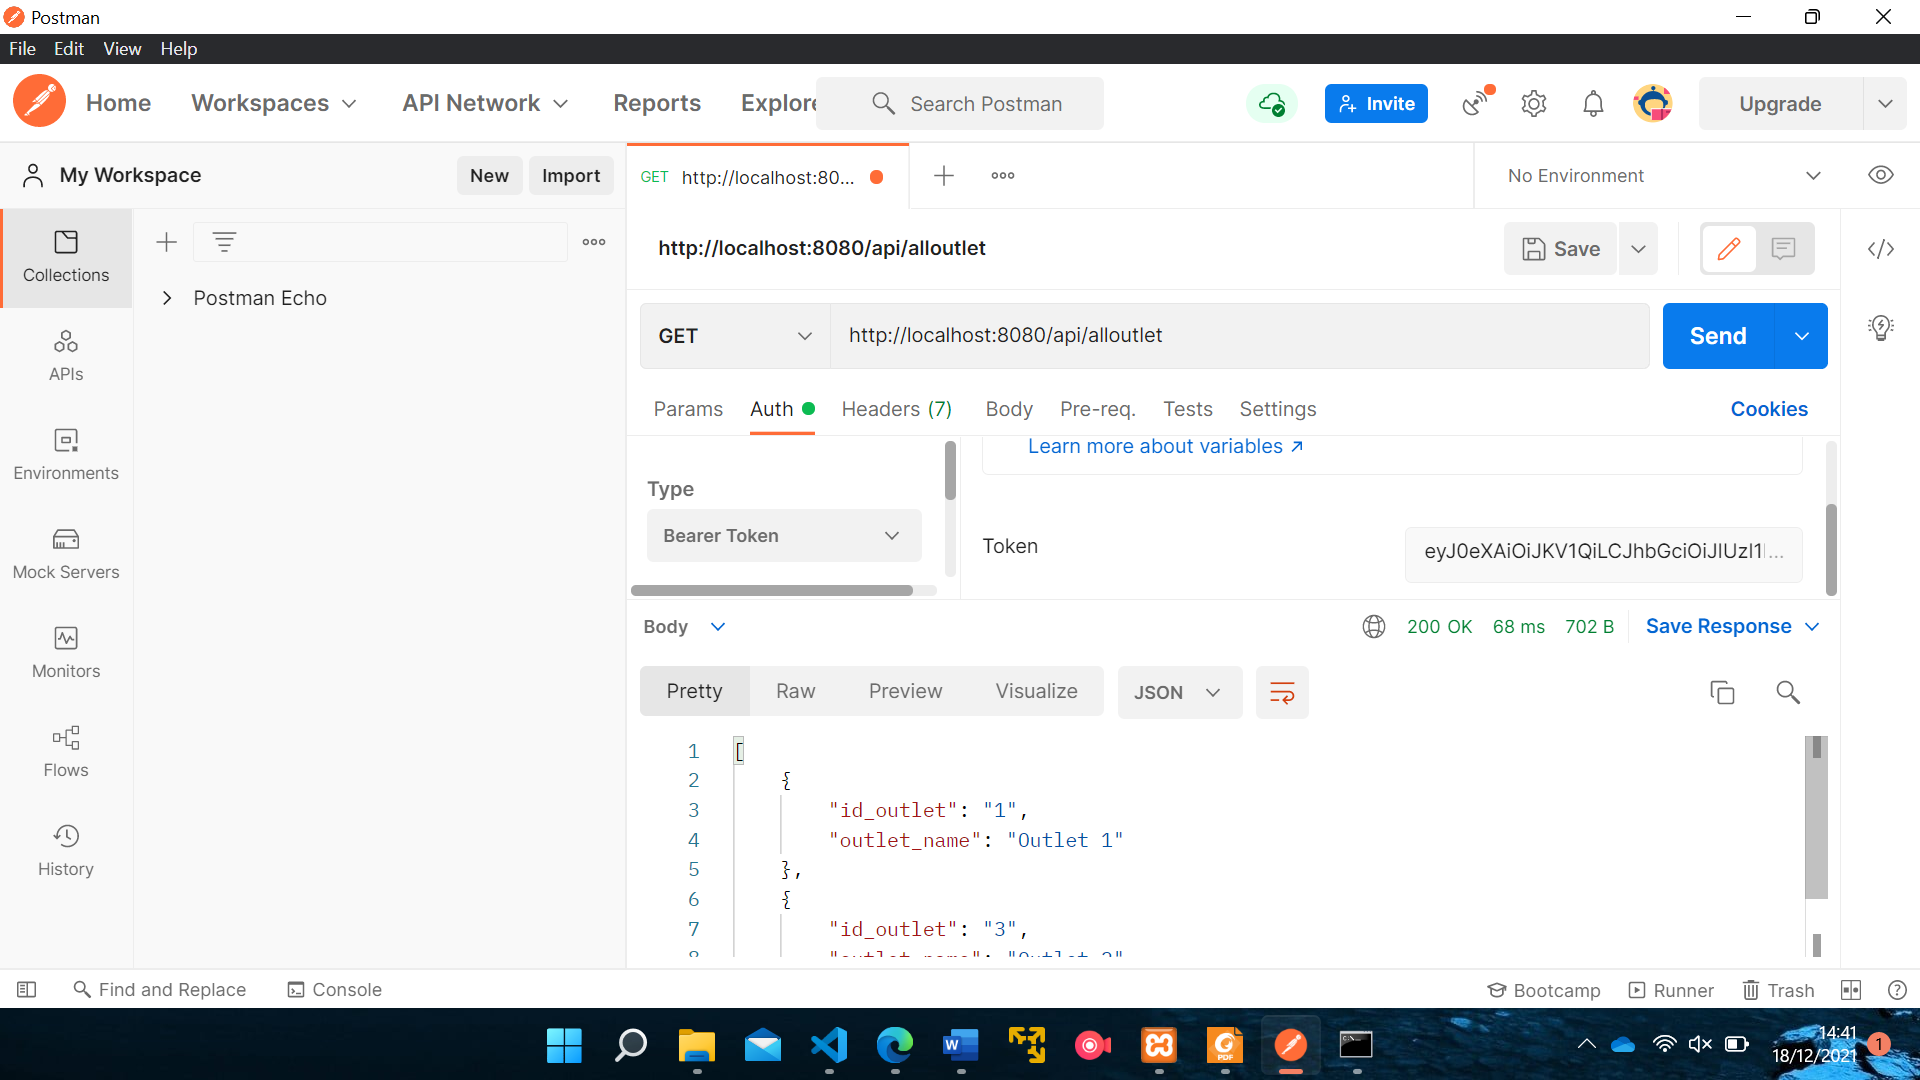 Postman
File Edit View Help
Home Workspaces API Network Reports Explore Search Postman Invite Upgrade
My Workspace New Import GET http://localhost:80... No Environment
Collections
http://localhost:8080/api/alloutlet Save
Postman Echo
GET http://localhost:8080/api/alloutlet Send
APIs
Params Auth Headers (7) Body Pre-req. Tests Settings Cookies
Learn more about variables
Environments
Type
Bearer Token
Token eyJ0eXAiOiJKV1QiLCJhbGciOiJIUzI1...
Mock Servers
Body 200 OK 68 ms 702 B Save Response
Monitors
Pretty Raw Preview Visualize JSON
Flows
1 [
2 {
3 "id_outlet": "1",
4 "outlet_name": "Outlet 1"
5 },
6 {
7 "id_outlet": "3",
8 "outlet_name": "Outlet
History
Find and Replace Console Bootcamp Runner Trash
14:41
18/12/2021
1